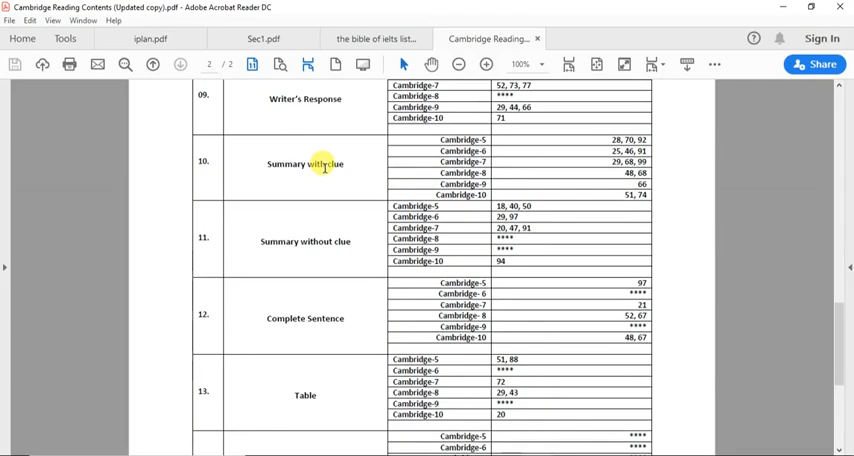 Cambridge Reading Contents (Updated copy).pdf - Adobe Acrobat Reader DC
File Edit View Window Help
Home Tools iplan.pdf Sec1.pdf the bible of ielts list... Cambridge Reading... × Sign In
2 / 2 100% Share
09. Writer's Response Cambridge-7 52, 73, 77
Cambridge-8 ****
Cambridge-9 29, 44, 66
Cambridge-10 71
10. Summary with clue Cambridge-5 28, 70, 92
Cambridge-6 25, 46, 91
Cambridge-7 29, 68, 99
Cambridge-8 48, 68
Cambridge-9 66
Cambridge-10 51, 74
11. Summary without clue Cambridge-5 18, 40, 50
Cambridge-6 29, 97
Cambridge-7 20, 47, 91
Cambridge-8 ****
Cambridge-9 ****
Cambridge-10 94
12. Complete Sentence Cambridge-5 97
Cambridge- 6 ****
Cambridge-7 21
Cambridge- 8 52, 67
Cambridge-9 ****
Cambridge-10 48, 67
13. Table Cambridge-5 51, 88
Cambridge-6 ****
Cambridge-7 72
Cambridge-8 29, 43
Cambridge-9 ****
Cambridge-10 20
Cambridge-5 ****
Cambridge-6 ****